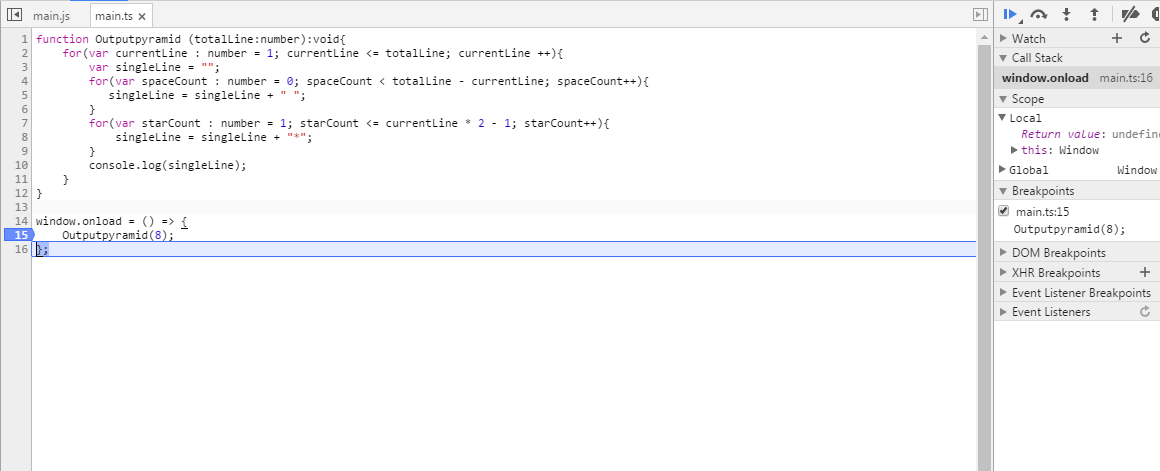 main.js main.ts ×
1 function Outputpyramid (totalLine:number):void{
2     for(var currentLine : number = 1; currentLine <= totalLine; currentLine ++){
3         var singleLine = "";
4         for(var spaceCount : number = 0; spaceCount < totalLine - currentLine; spaceCount++){
5            singleLine = singleLine + " ";
6         }
7         for(var starCount : number = 1; starCount <= currentLine * 2 - 1; starCount++){
8             singleLine = singleLine + "*";
9         }
10         console.log(singleLine);
11     }
12 }
13
14 window.onload = () => {
15     Outputpyramid(8);
16 };
Watch
Call Stack
window.onload main.ts:16
Scope
Local
Return value: undefine
this: Window
Global Window
Breakpoints
main.ts:15
Outputpyramid(8);
DOM Breakpoints
XHR Breakpoints
Event Listener Breakpoints
Event Listeners